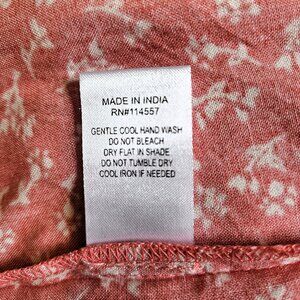 MADE IN INDIA
RN#114557
GENTLE COOL HAND WASH
DO NOT BLEACH
DRY FLAT IN SHADE
DO NOT TUMBLE DRY
COOL IRON IF NEEDED